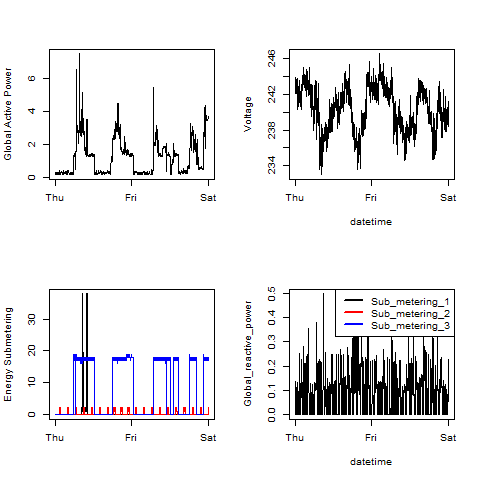 Global Active Power
6
4
2
0
Thu
Fri
Sat
Voltage
246
242
238
234
Thu
Fri
Sat
datetime
Energy Submetering
30
20
10
0
Thu
Fri
Sat
Global_reactive_power
0.5
0.4
0.3
0.2
0.1
0.0
Sub_metering_1
Sub_metering_2
Sub_metering_3
Thu
Fri
Sat
datetime